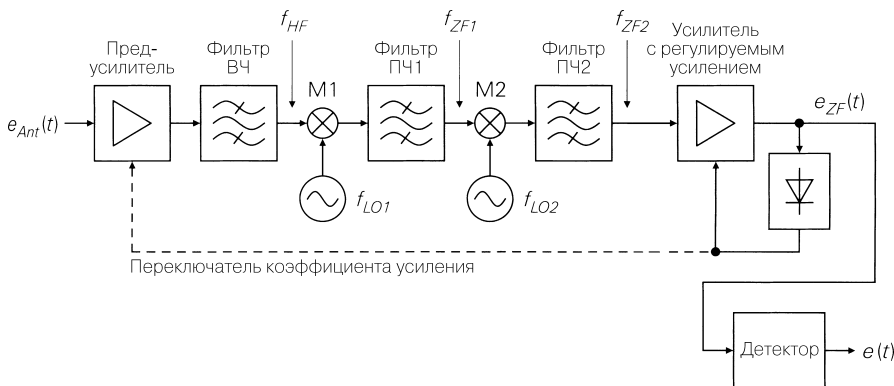 Пред-
усилитель
Фильтр
ВЧ
f_HF
M1
Фильтр
ПЧ1
f_ZF1
M2
Фильтр
ПЧ2
f_ZF2
Усилитель
с регулируемым
усилением
e_Ant(t)
e_ZF(t)
f_LO1
f_LO2
Переключатель коэффициента усиления
Детектор
e(t)